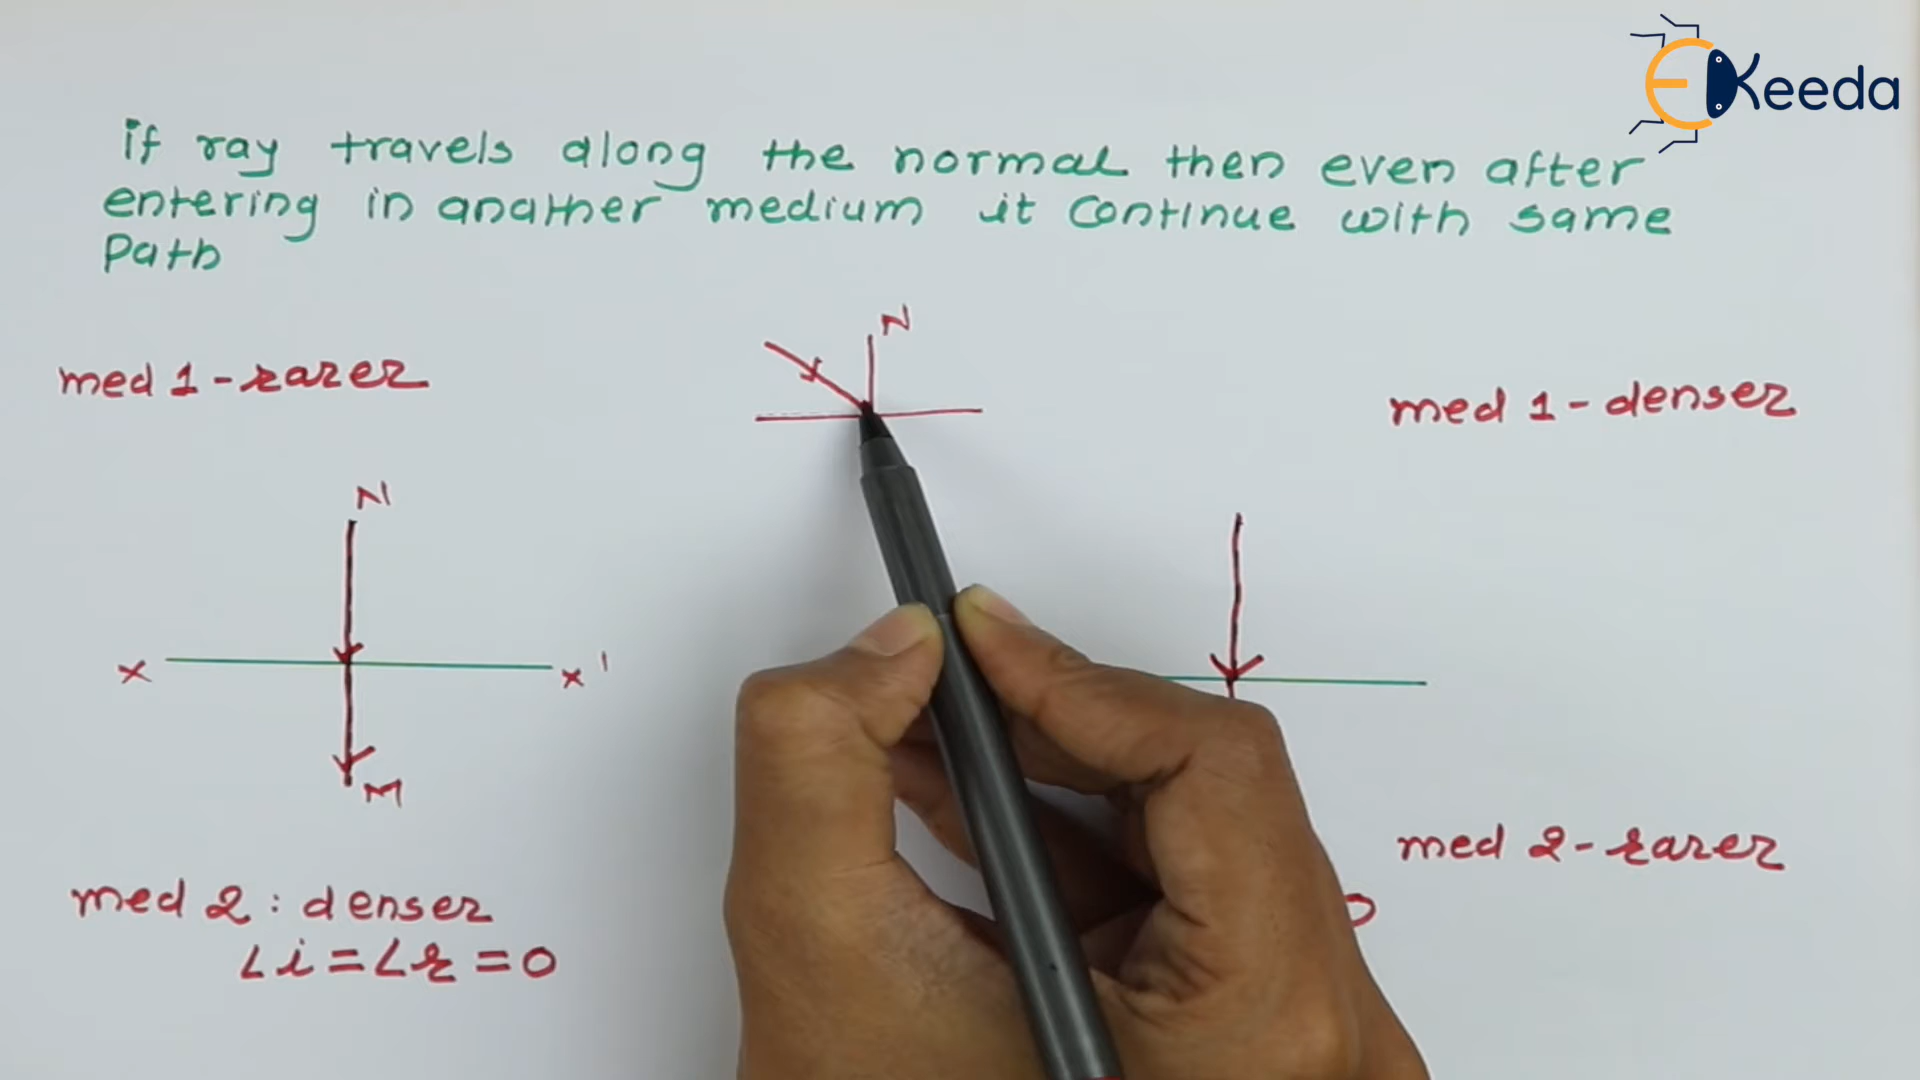 EKeeda
if ray travels along the normal then even after
entering in another medium it continue with same
path
N
med 1 - rarer
med 1 - denser
N
x
x'
M
med 2 - rarer
med 2 : denser
∠i = ∠r = 0
0